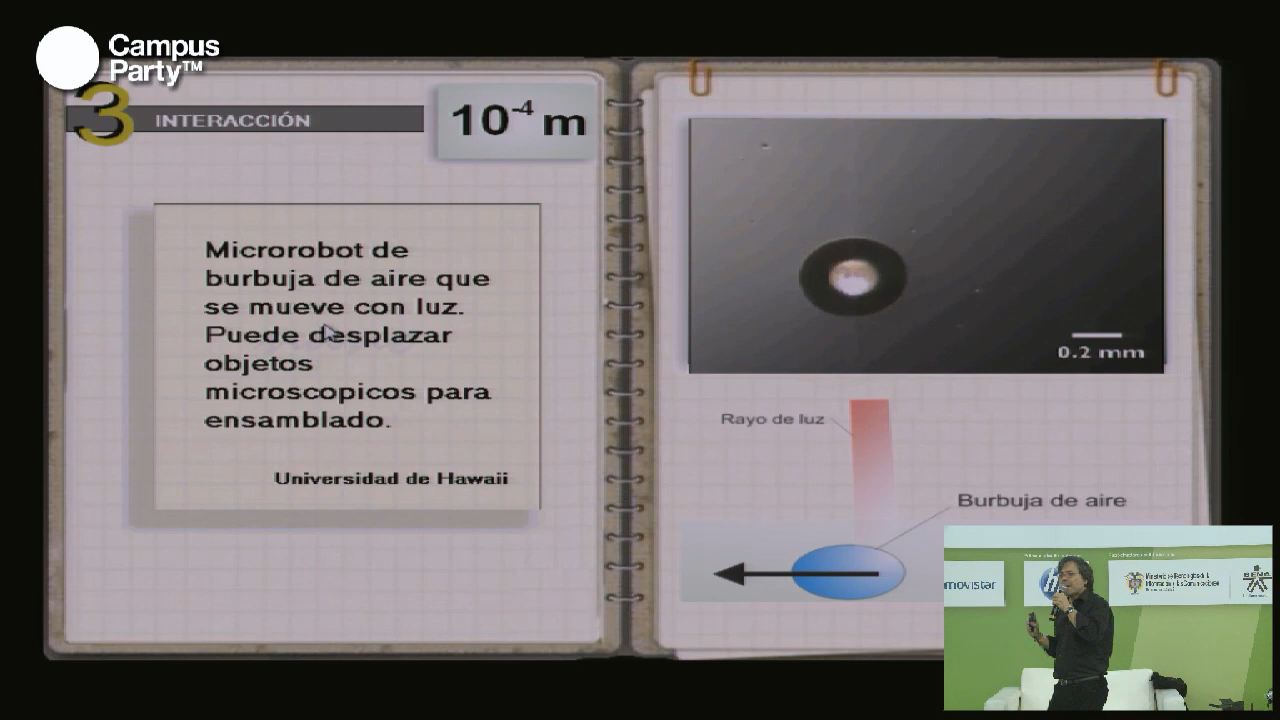 Campus
Party™
3
INTERACCIÓN
10-4 m
Microrobot de
burbuja de aire que
se mueve con luz.
Puede desplazar
objetos
microscopicos para
ensamblado.
Universidad de Hawaii
0.2 mm
Rayo de luz
Burbuja de aire
movistar
SENA